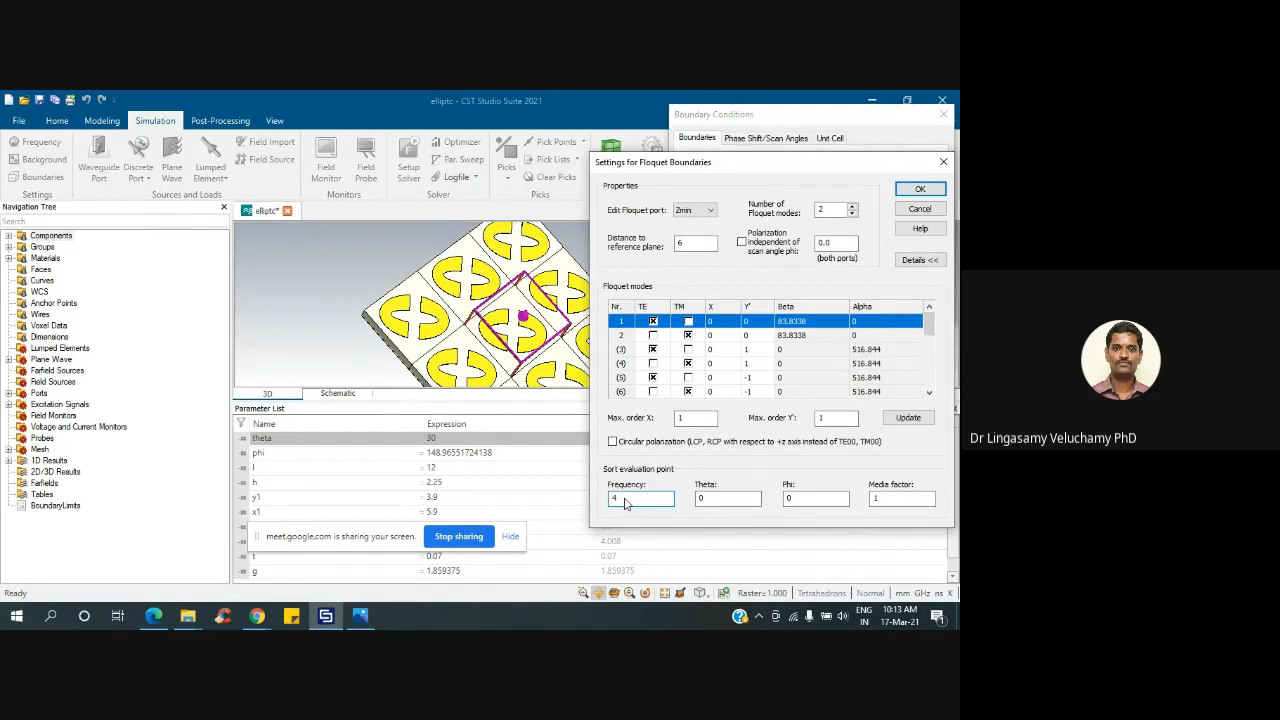 elliptc - CST Studio Suite 2021
File Home Modeling Simulation Post-Processing View
Frequency
Background
Boundaries
Settings
Waveguide Port
Discrete Port
Plane Wave
Lumped Element
Field Import
Field Source
Sources and Loads
Field Monitor
Field Probe
Monitors
Setup Solver
Optimizer
Par. Sweep
Logfile
Solver
Picks
Pick Points
Pick Lists
Clear Picks
Picks
Boundary Conditions
Boundaries Phase Shift/Scan Angles Unit Cell
Navigation Tree
Search
Components
Groups
Materials
Faces
Curves
WCS
Anchor Points
Wires
Voxel Data
Dimensions
Lumped Elements
Plane Wave
Farfield Sources
Field Sources
Ports
Excitation Signals
Field Monitors
Voltage and Current Monitors
Probes
Mesh
1D Results
2D/3D Results
Farfields
Tables
BoundaryLimits
elliptc*
3D Schematic
Parameter List
Name Expression
theta 30
phi = 148.96551724138
l = 12
h = 2.25
y1 = 3.9
x1 = 5.9
4.008
t = 0.07 0.07
g = 1.859375 1.859375
meet.google.com is sharing your screen. Stop sharing Hide
Settings for Floquet Boundaries
Properties
Edit Floquet port: Zmin
Number of Floquet modes: 2
Distance to reference plane: 6
Polarization independent of scan angle phi: 0.0
(both ports)
OK
Cancel
Help
Details <<
Floquet modes
Nr. TE TM X Y' Beta Alpha
1 0 0 83.8338 0
2 0 0 83.8338 0
(3) 0 1 0 516.844
(4) 0 1 0 516.844
(5) 0 -1 0 516.844
(6) 0 -1 0 516.844
Max. order X: 1 Max. order Y': 1 Update
Circular polarization (LCP, RCP with respect to +z axis instead of TE00, TM00)
Sort evaluation point
Frequency: Theta: Phi: Media factor:
4 0 0 1
Ready
Raster=1.000 Tetrahedrons Normal mm GHz ns K
ENG
IN
10:13 AM
17-Mar-21
Dr Lingasamy Veluchamy PhD